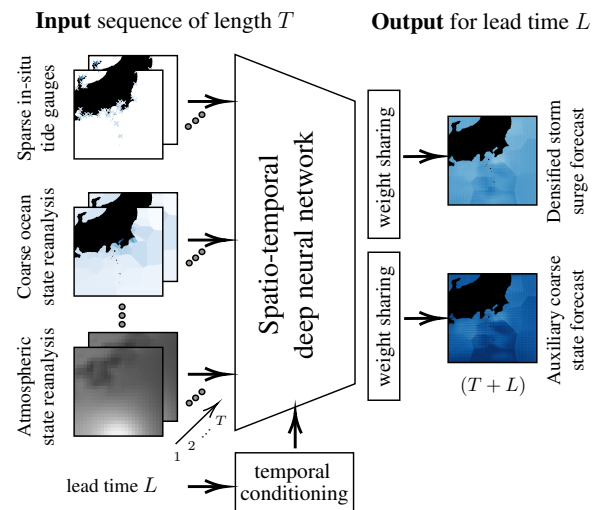 Input sequence of length T
Output for lead time L
Sparse in-situ
tide gauges
Coarse ocean
state reanalysis
Atmospheric
state reanalysis
1 2 ... T
lead time L
Spatio-temporal
deep neural network
temporal
conditioning
weight sharing
weight sharing
Densified storm
surge forecast
Auxiliary coarse
state forecast
(T + L)